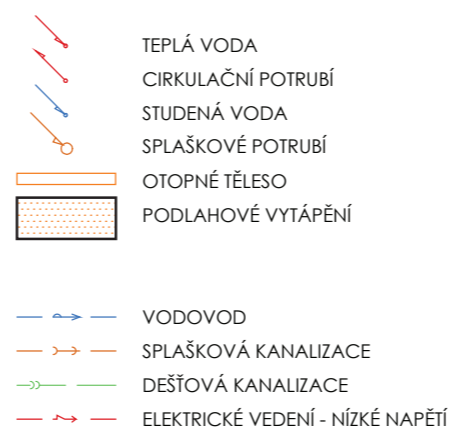 TEPLÁ VODA
CIRKULAČNÍ POTRUBÍ
STUDENÁ VODA
SPLAŠKOVÉ POTRUBÍ
OTOPNÉ TĚLESO
PODLAHOVÉ VYTÁPĚNÍ
VODOVOD
SPLAŠKOVÁ KANALIZACE
DEŠŤOVÁ KANALIZACE
ELEKTRICKÉ VEDENÍ - NÍZKÉ NAPĚTÍ